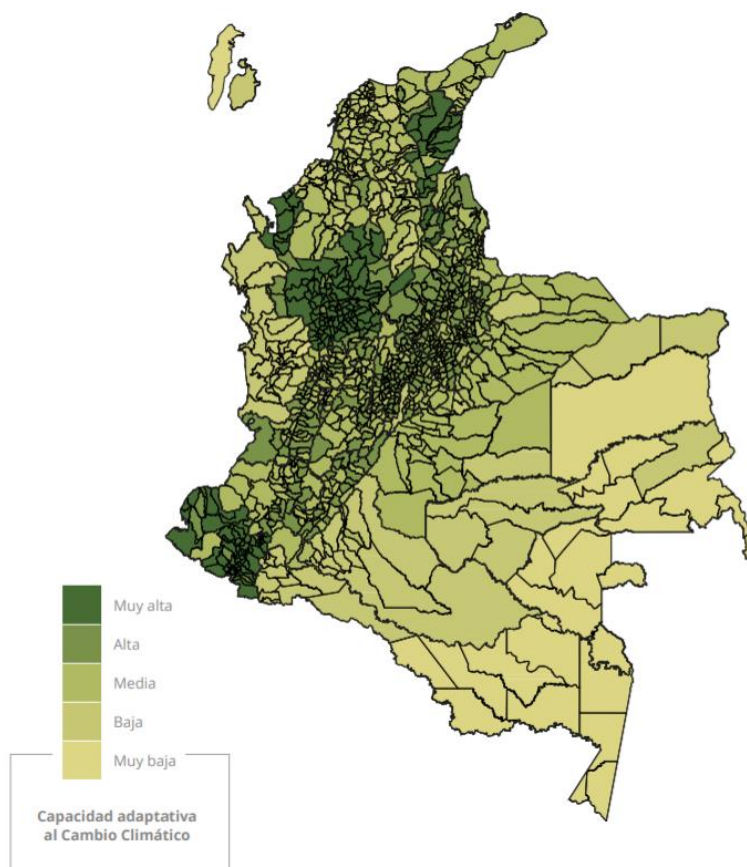 Muy alta
Alta
Media
Baja
Muy baja
Capacidad adaptativa
al Cambio Climático